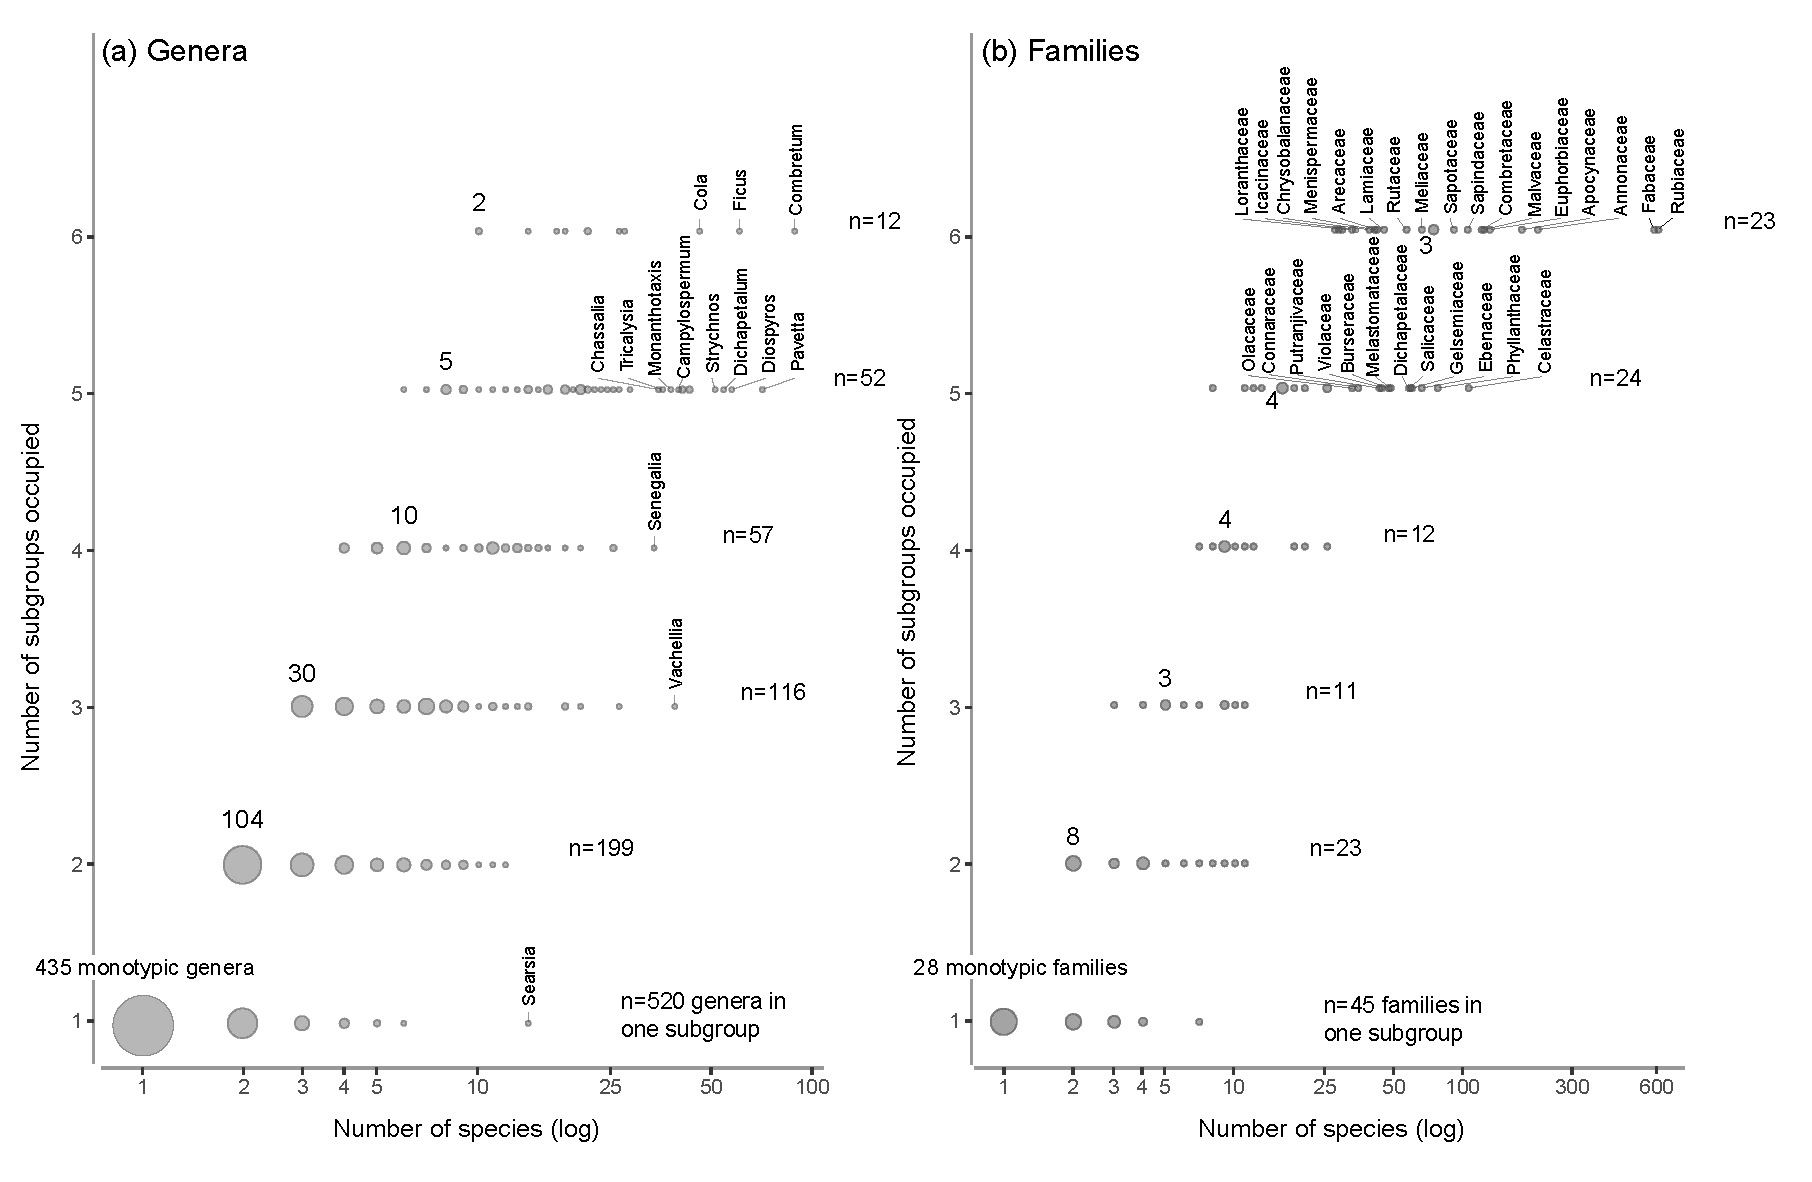 (a) Genera
Number of subgroups occupied
6
5
4
3
2
1
2
Cola
Ficus
Combretum
n=12
5
Chassalia
Tricalysia
Monanthotaxis
Campylospermum
Strychnos
Dichapetalum
Diospyros
Pavetta
n=52
10
Senegalia
n=57
30
Vachellia
n=116
104
n=199
435 monotypic genera
Searsia
n=520 genera in
one subgroup
1 2 3 4 5 10 25 50 100
Number of species (log)
(b) Families
Number of subgroups occupied
6
5
4
3
2
1
Loranthaceae
Icacinaceae
Chrysobalanaceae
Menispermaceae
Arecaceae
Lamiaceae
Rutaceae
Meliaceae
Sapotaceae
Sapindaceae
Combretaceae
Malvaceae
Euphorbiaceae
Apocynaceae
Annonaceae
Fabaceae
Rubiaceae
n=23
3
Olacaceae
Connaraceae
Putranjivaceae
Violaceae
Burseraceae
Melastomataceae
Dichapetalaceae
Salicaceae
Gelsemiaceae
Ebenaceae
Phyllanthaceae
Celastraceae
n=24
4
4
n=12
3
n=11
8
n=23
28 monotypic families
n=45 families in
one subgroup
1 2 3 4 5 10 25 50 100 300 600
Number of species (log)